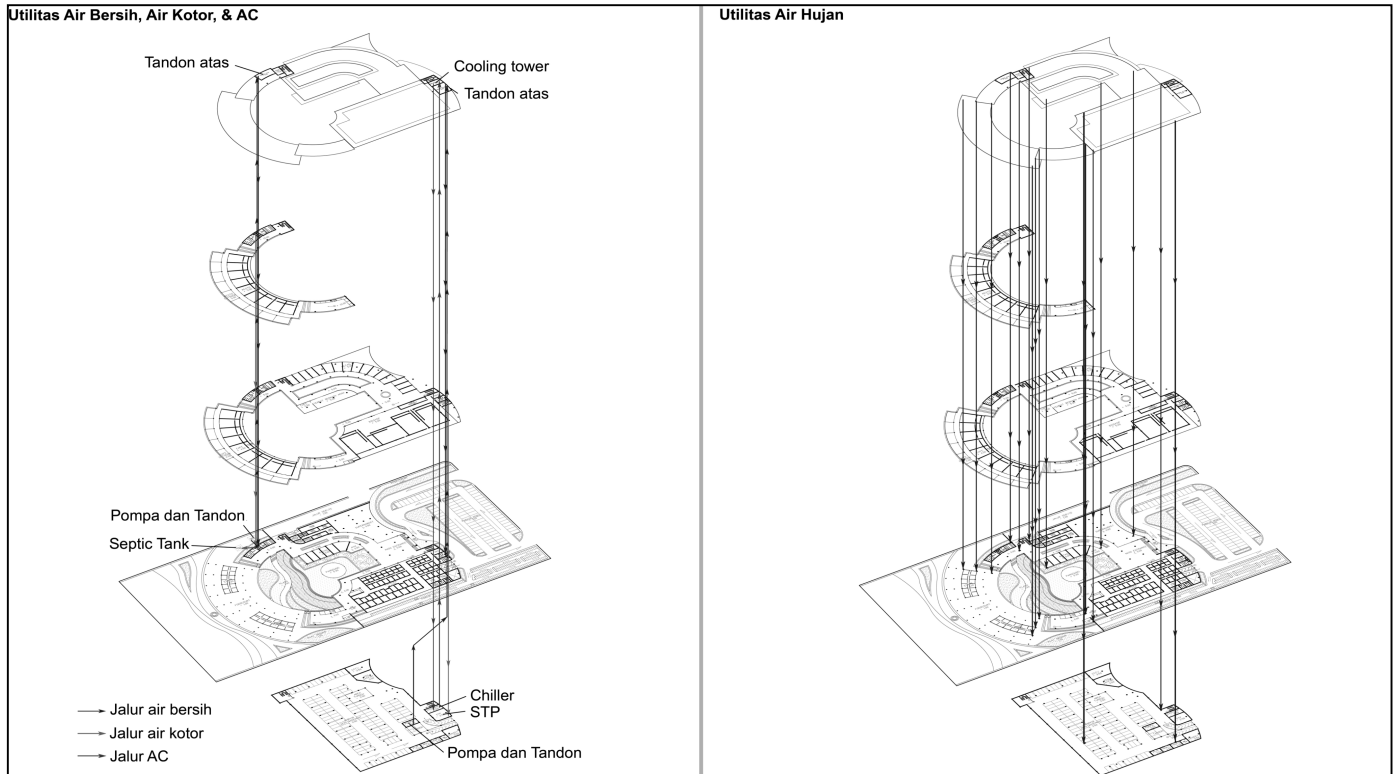 Utilitas Air Bersih, Air Kotor, & AC
Tandon atas
Cooling tower
Tandon atas
Pompa dan Tandon
Septic Tank
Chiller
STP
Pompa dan Tandon
Jalur air bersih
Jalur air kotor
Jalur AC
Utilitas Air Hujan